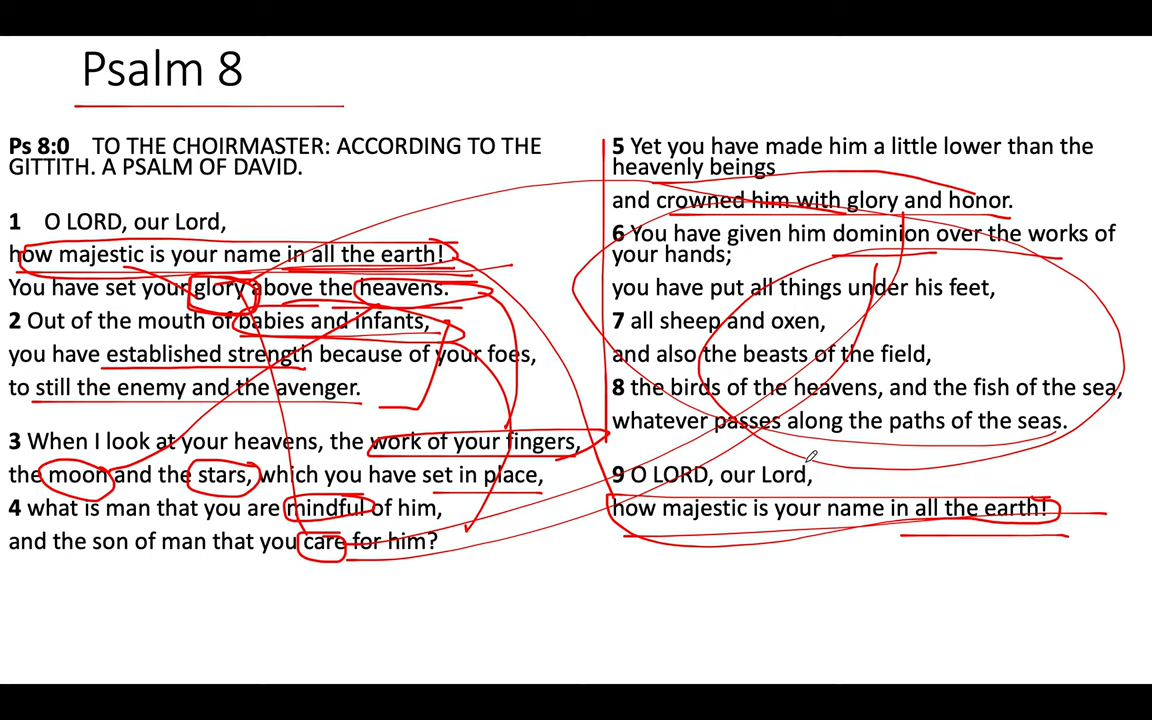 Psalm 8
Ps 8:0 TO THE CHOIRMASTER: ACCORDING TO THE
GITTITH. A PSALM OF DAVID.
1 O LORD, our Lord,
how majestic is your name in all the earth!
You have set your glory above the heavens.
2 Out of the mouth of babies and infants,
you have established strength because of your foes,
to still the enemy and the avenger.
3 When I look at your heavens, the work of your fingers,
the moon and the stars, which you have set in place,
4 what is man that you are mindful of him,
and the son of man that you care for him?
5 Yet you have made him a little lower than the
heavenly beings
and crowned him with glory and honor.
6 You have given him dominion over the works of
your hands;
you have put all things under his feet,
7 all sheep and oxen,
and also the beasts of the field,
8 the birds of the heavens, and the fish of the sea,
whatever passes along the paths of the seas.
9 O LORD, our Lord,
how majestic is your name in all the earth!